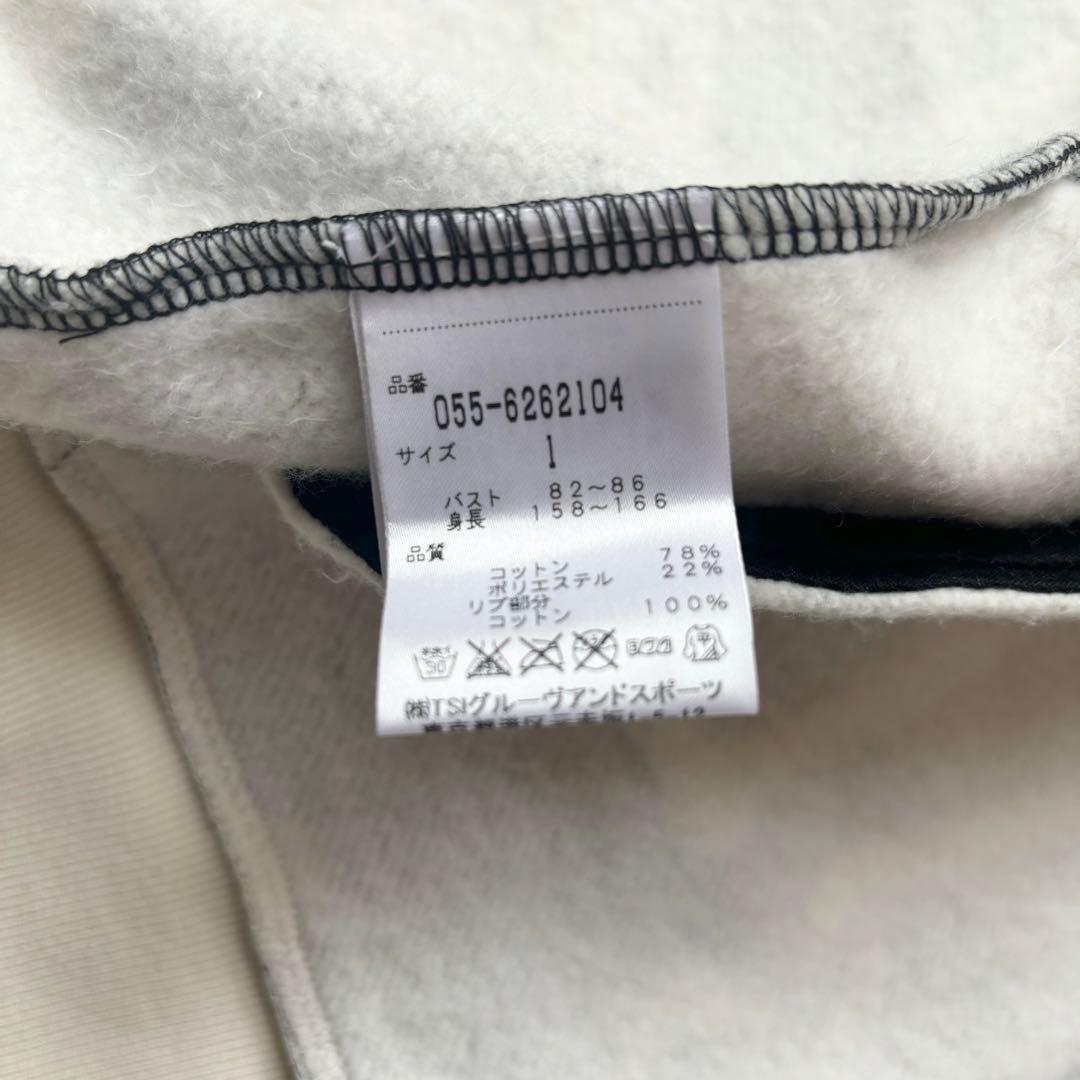 品番
055-6262104
サイズ 1
バスト 82～86
身長 158～166
品質
コットン 78%
ポリエステル 22%
リブ部分
コットン 100%
30
㈱TSIグルーヴアンドスポーツ